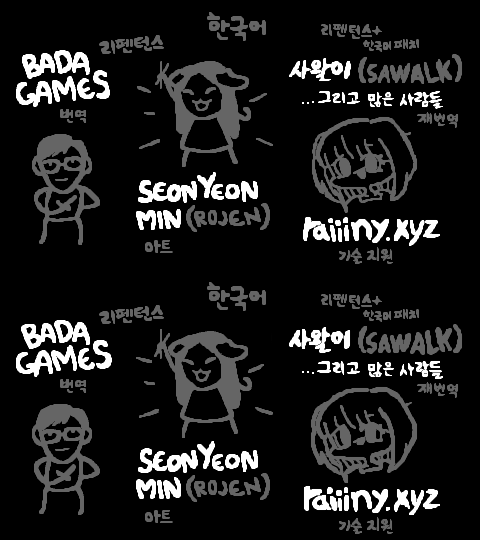 한국어
리펜턴스
BADA
GAMES
번역
SEONYEON
MIN (ROJEN)
아트
리펜턴스+
한국어 패치
사왈이 (SAWALK)
...그리고 많은 사람들
재번역
raiiiny.xyz
기술 지원
한국어
리펜턴스
BADA
GAMES
번역
SEONYEON
MIN (ROJEN)
아트
리펜턴스+
한국어 패치
사왈이 (SAWALK)
...그리고 많은 사람들
재번역
raiiiny.xyz
기술 지원